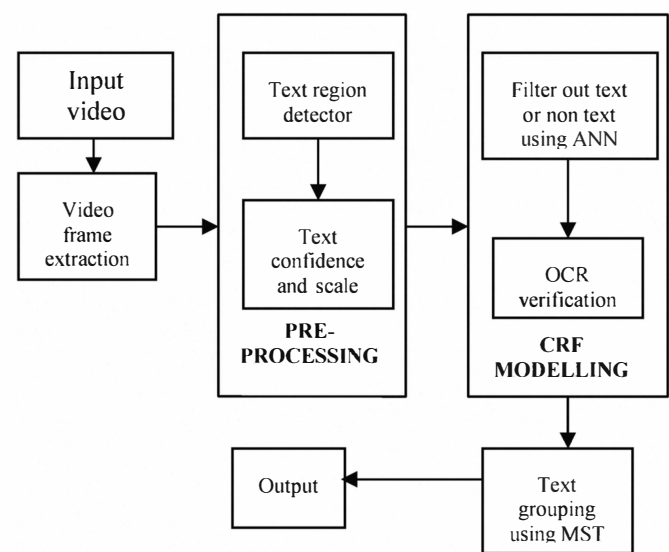 Input
video
Video
frame
extraction
Text region
detector
Text
confidence
and scale
PRE-
PROCESSING
Filter out text
or non text
using ANN
OCR
verification
CRF
MODELLING
Text
grouping
using MST
Output